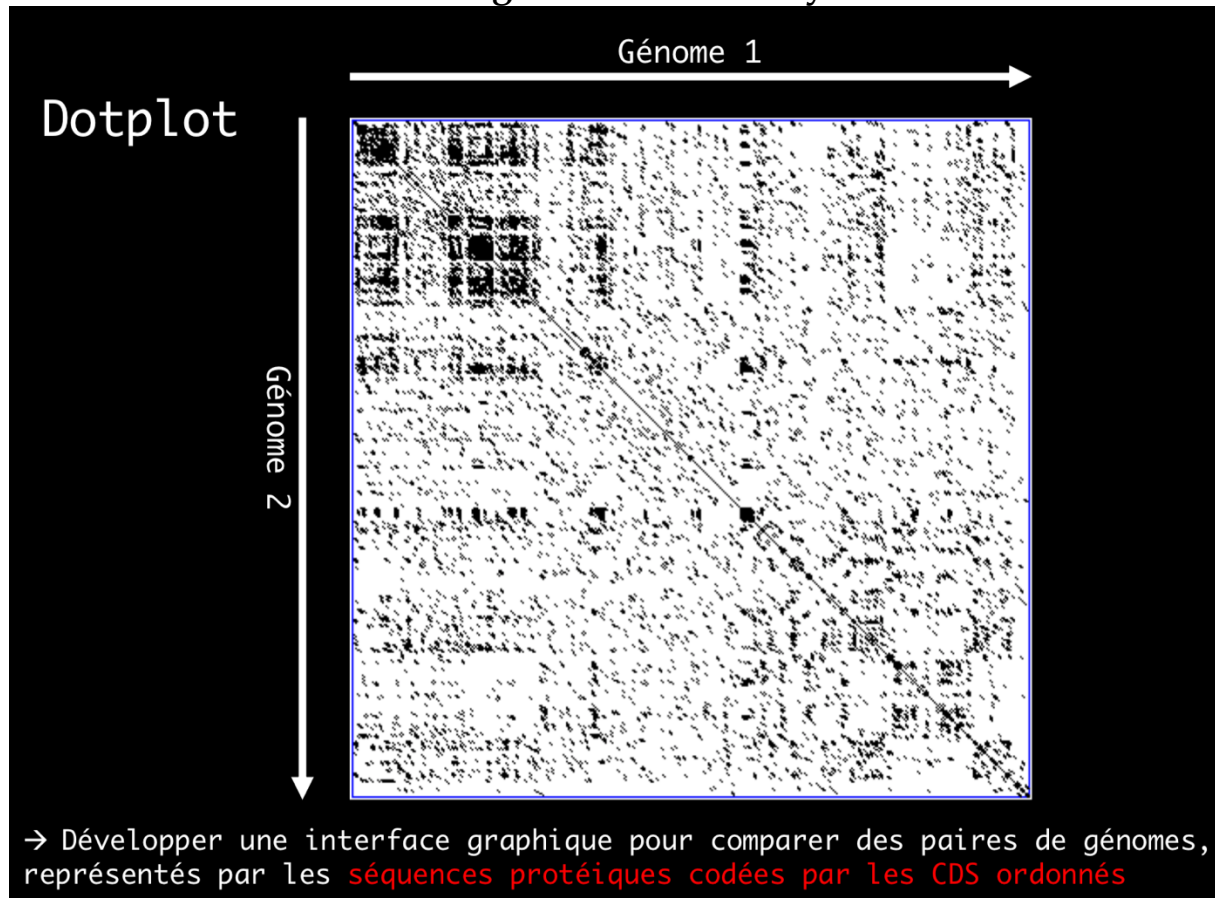 Génome 1
Dotplot
Génome 2
→ Développer une interface graphique pour comparer des paires de génomes,
représentés par les séquences protéiques codées par les CDS ordonnés